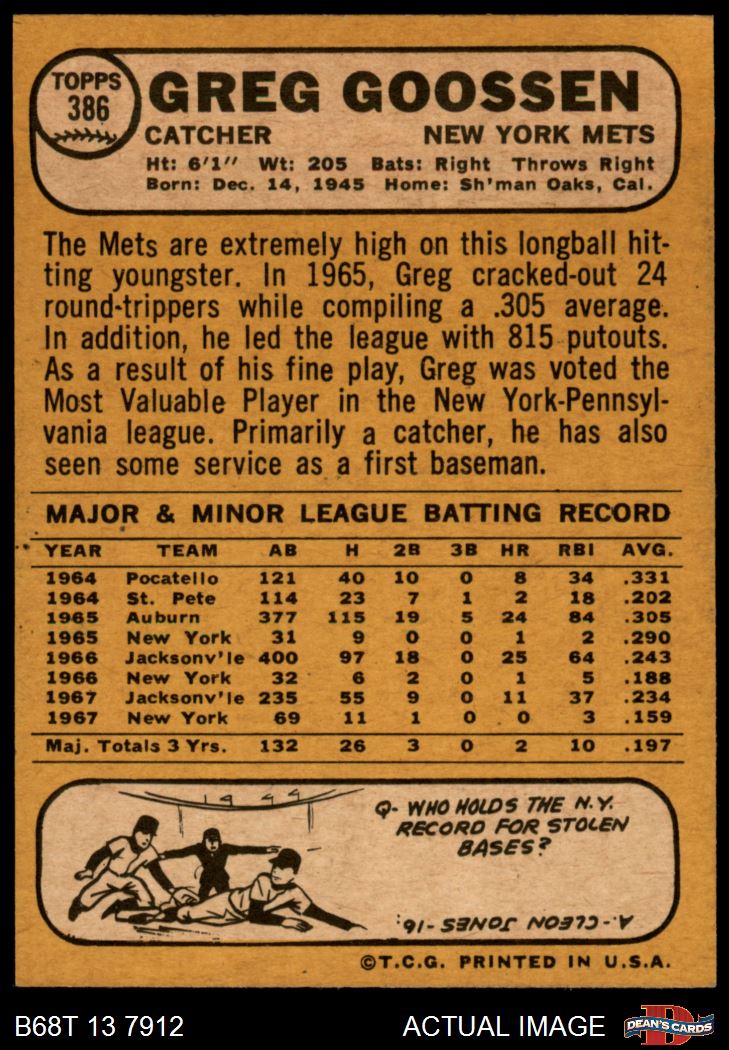 TOPPS
386
GREG GOOSSEN
CATCHER NEW YORK METS
Ht: 6'1" Wt: 205 Bats: Right Throws Right
Born: Dec. 14, 1945 Home: Sh'man Oaks, Cal.
The Mets are extremely high on this longball hit-
ting youngster. In 1965, Greg cracked-out 24
round-trippers while compiling a .305 average.
In addition, he led the league with 815 putouts.
As a result of his fine play, Greg was voted the
Most Valuable Player in the New York-Pennsyl-
vania league. Primarily a catcher, he has also
seen some service as a first baseman.
MAJOR & MINOR LEAGUE BATTING RECORD
YEAR TEAM AB H 2B 3B HR RBI AVG.
1964 Pocatello 121 40 10 0 8 34 .331
1964 St. Pete 114 23 7 1 2 18 .202
1965 Auburn 377 115 19 5 24 84 .305
1965 New York 31 9 0 0 1 2 .290
1966 Jacksonv'le 400 97 18 0 25 64 .243
1966 New York 32 6 2 0 1 5 .188
1967 Jacksonv'le 235 55 9 0 11 37 .234
1967 New York 69 11 1 0 0 3 .159
Maj. Totals 3 Yrs. 132 26 3 0 2 10 .197
Q- WHO HOLDS THE N.Y.
RECORD FOR STOLEN
BASES?
A.- CLEON JONES -16.
©T.C.G. PRINTED IN U.S.A.
B68T 13 7912 ACTUAL IMAGE
D
DEAN'S CARDS